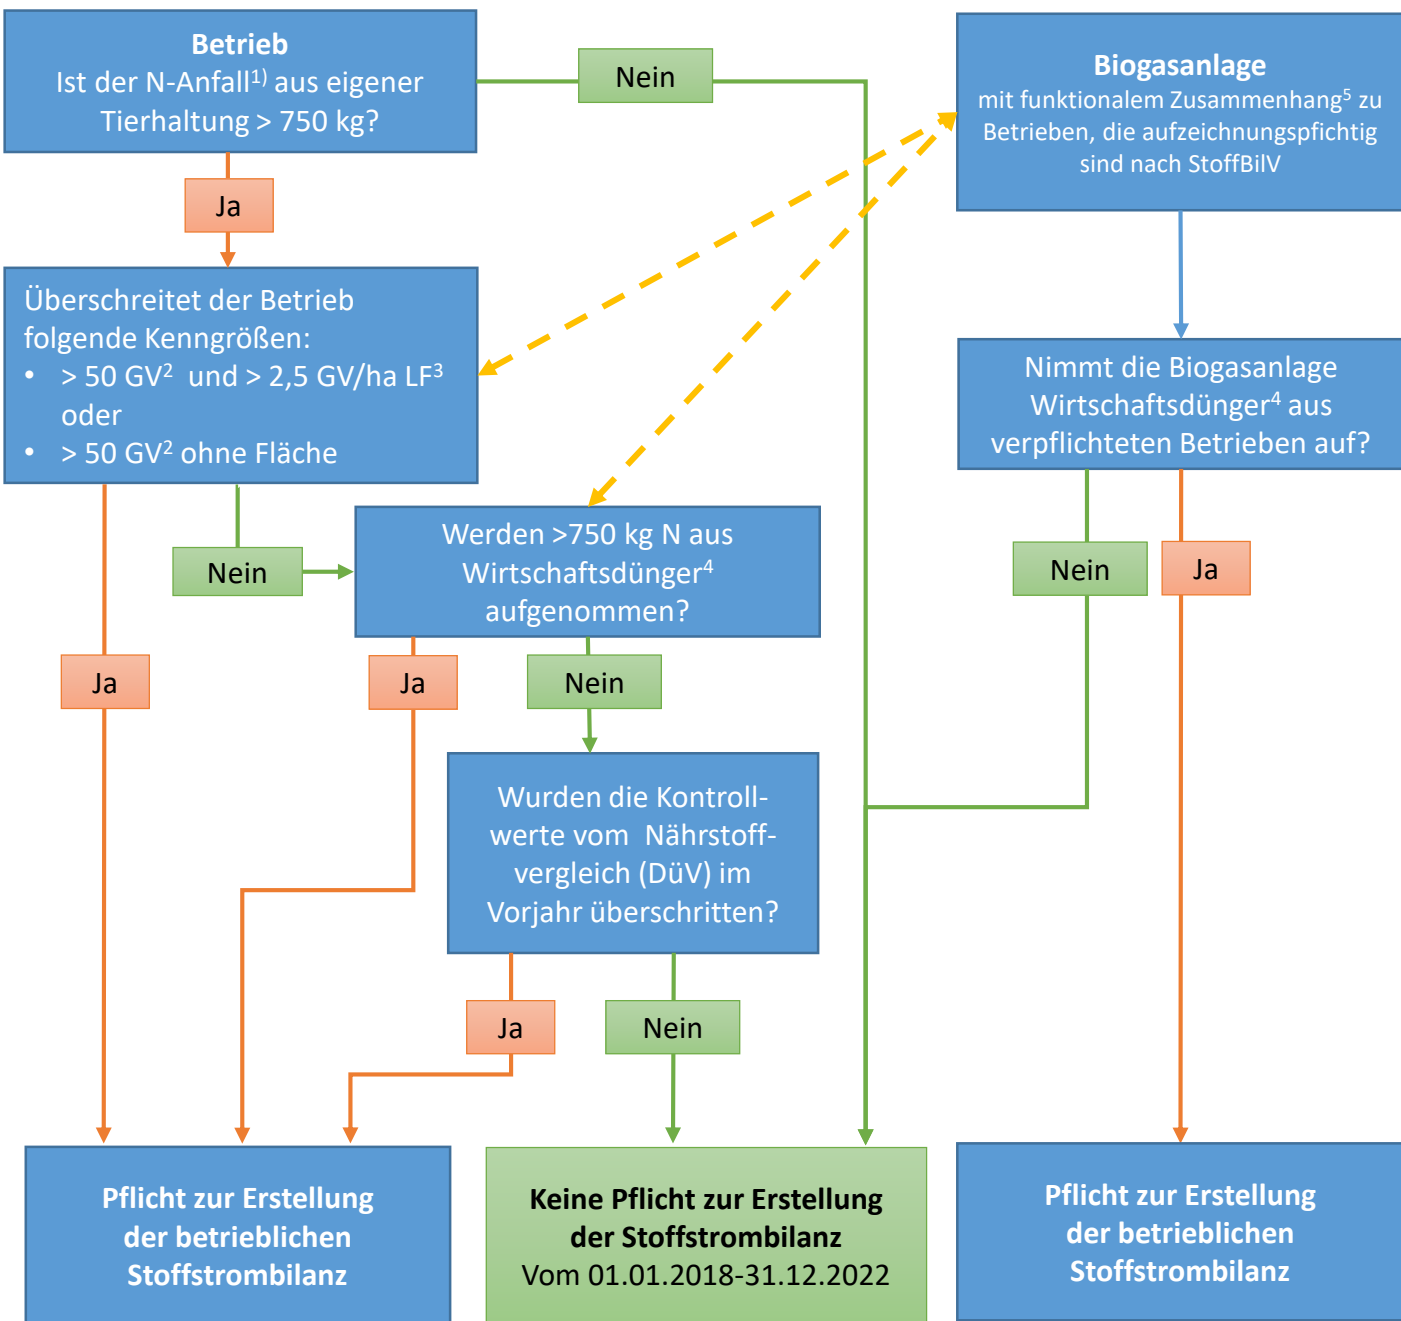 Betrieb
Ist der N-Anfall1) aus eigener
Tierhaltung > 750 kg?
Nein
Biogasanlage
mit funktionalem Zusammenhang5 zu
Betrieben, die aufzeichnungspfichtig
sind nach StoffBilV
Ja
Überschreitet der Betrieb
folgende Kenngrößen:
• > 50 GV2 und > 2,5 GV/ha LF3
oder
• > 50 GV2 ohne Fläche
Nimmt die Biogasanlage
Wirtschaftsdünger4 aus
verpflichteten Betrieben auf?
Nein
Werden >750 kg N aus
Wirtschaftsdünger4
aufgenommen?
Nein
Ja
Ja
Ja
Nein
Wurden die Kontroll-
werte vom Nährstoff-
vergleich (DüV) im
Vorjahr überschritten?
Ja
Nein
Pflicht zur Erstellung
der betrieblichen
Stoffstrombilanz
Keine Pflicht zur Erstellung
der Stoffstrombilanz
Vom 01.01.2018-31.12.2022
Pflicht zur Erstellung
der betrieblichen
Stoffstrombilanz